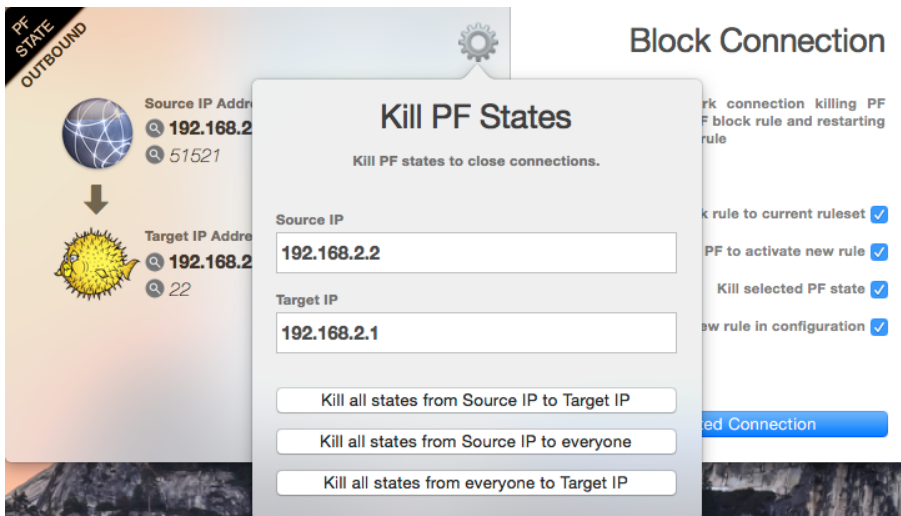 PF
STATE
OUTBOUND
Block Connection
Source IP Addre
192.168.2
51521
Target IP Addre
192.168.2
22
Kill PF States
Kill PF states to close connections.
Source IP
192.168.2.2
Target IP
192.168.2.1
Kill all states from Source IP to Target IP
Kill all states from Source IP to everyone
Kill all states from everyone to Target IP
rk connection killing PF
F block rule and restarting
rule
k rule to current ruleset
PF to activate new rule
Kill selected PF state
ew rule in configuration
ted Connection